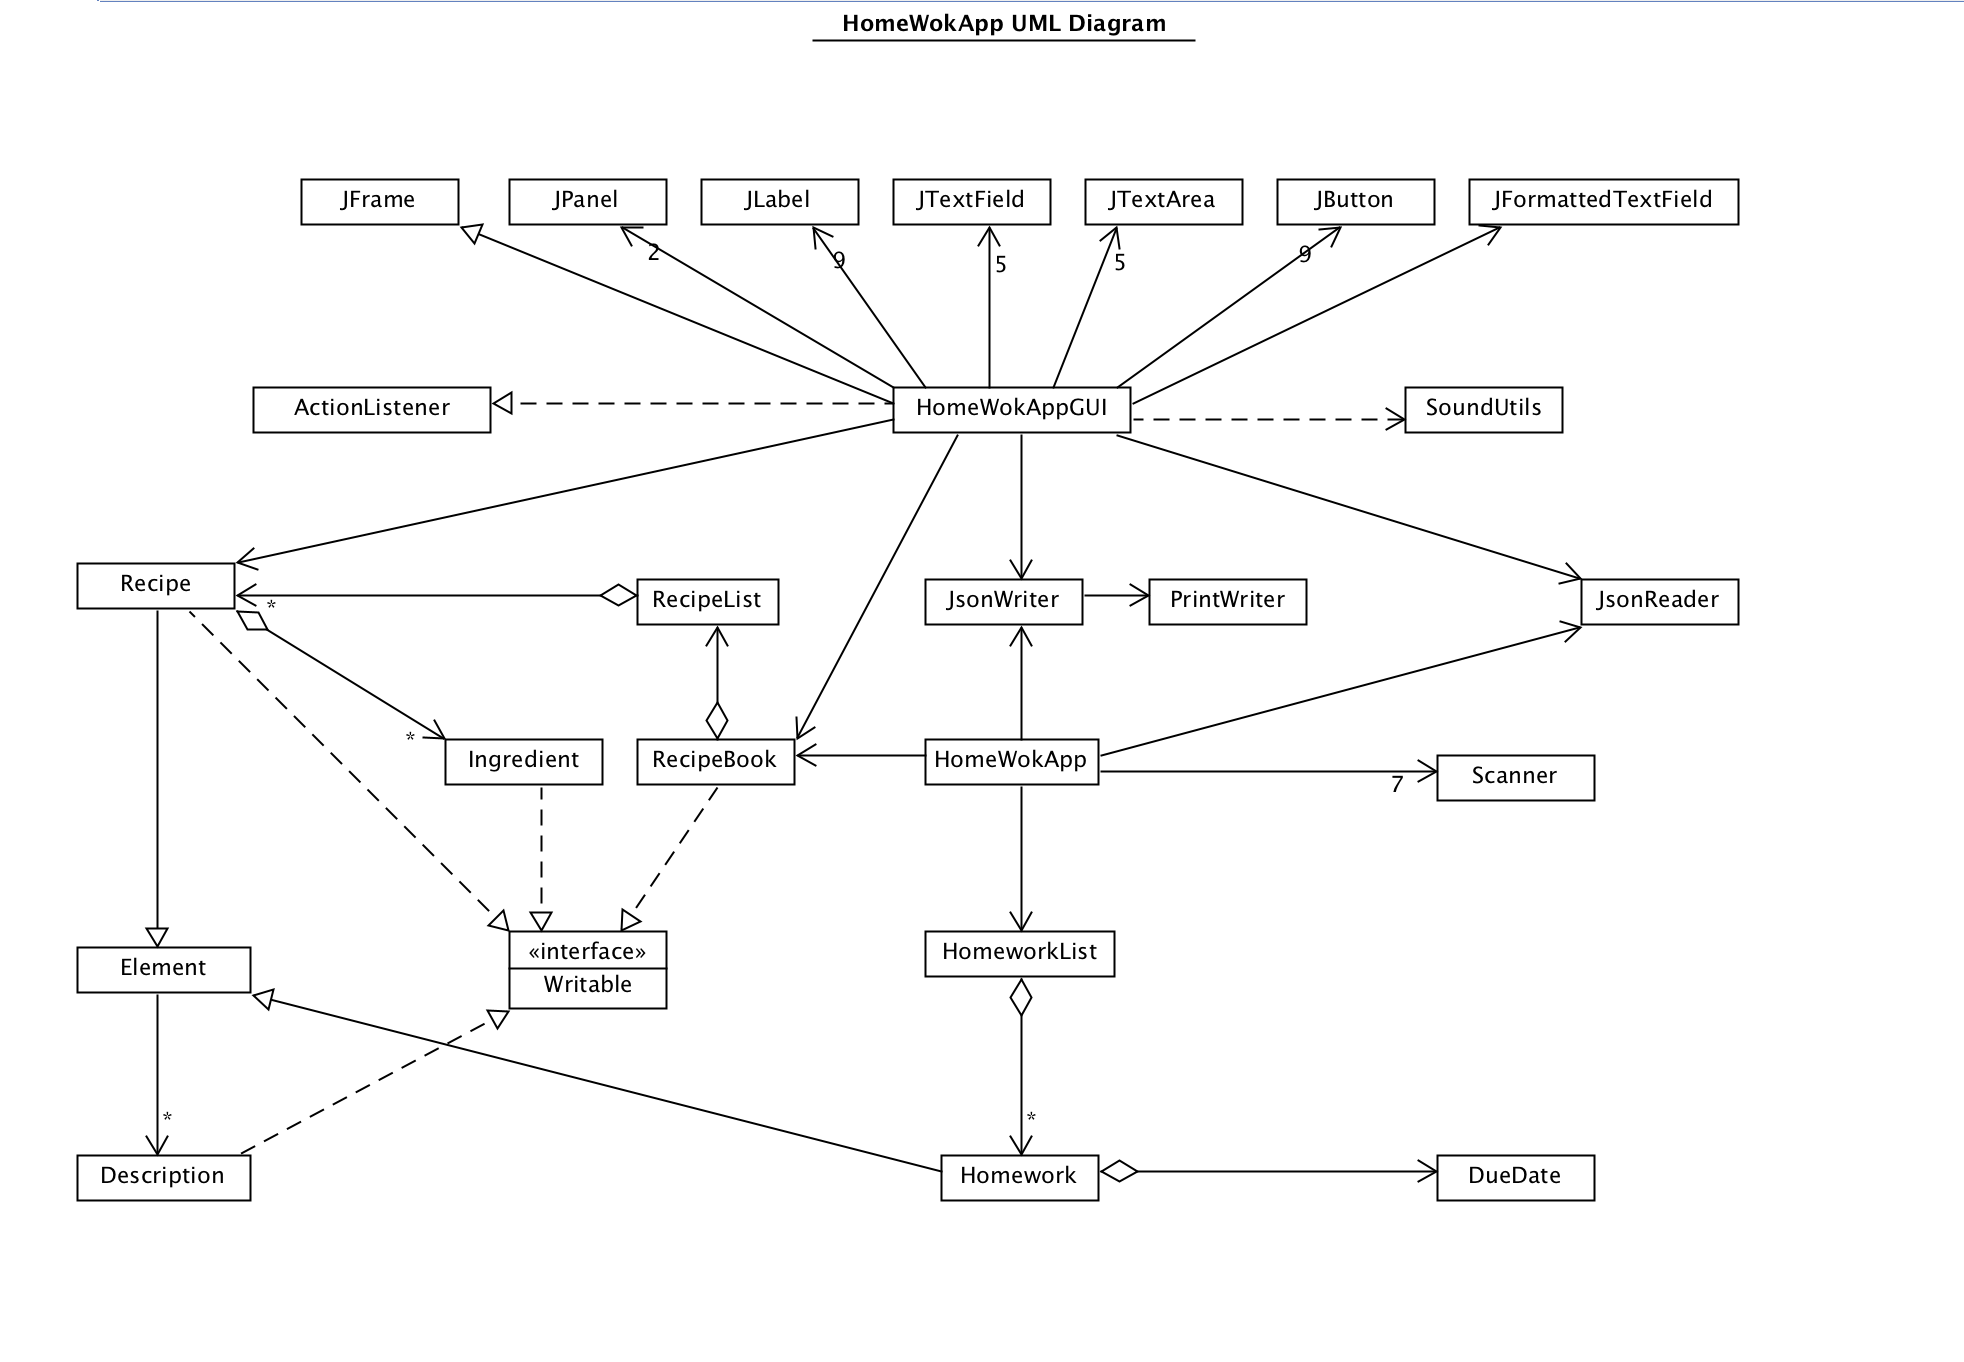 HomeWokApp UML Diagram
JFrame
JPanel
JLabel
JTextField
JTextArea
JButton
JFormattedTextField
2
9
5
5
9
ActionListener
HomeWokAppGUI
SoundUtils
Recipe
RecipeList
JsonWriter
PrintWriter
JsonReader
*
*
Ingredient
RecipeBook
HomeWokApp
7
Scanner
«interface»
Writable
HomeworkList
Element
*
*
Description
Homework
DueDate